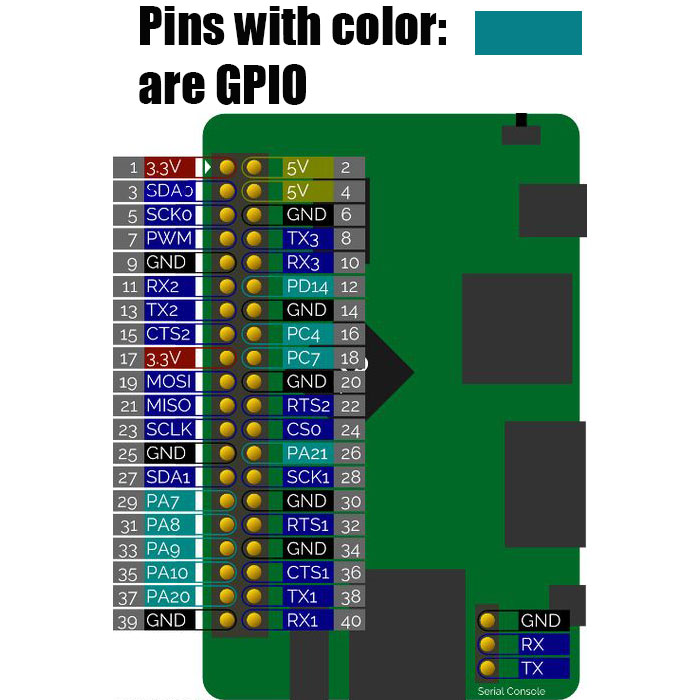 Pins with color:
are GPIO
1 3.3V 5V 2
3 SDA0 5V 4
5 SCK0 GND 6
7 PWM TX3 8
9 GND RX3 10
11 RX2 PD14 12
13 TX2 GND 14
15 CTS2 PC4 16
17 3.3V PC7 18
19 MOSI GND 20
21 MISO RTS2 22
23 SCLK CS0 24
25 GND PA21 26
27 SDA1 SCK1 28
29 PA7 GND 30
31 PA8 RTS1 32
33 PA9 GND 34
35 PA10 CTS1 36
37 PA20 TX1 38
39 GND RX1 40
GND
RX
TX
Serial Console